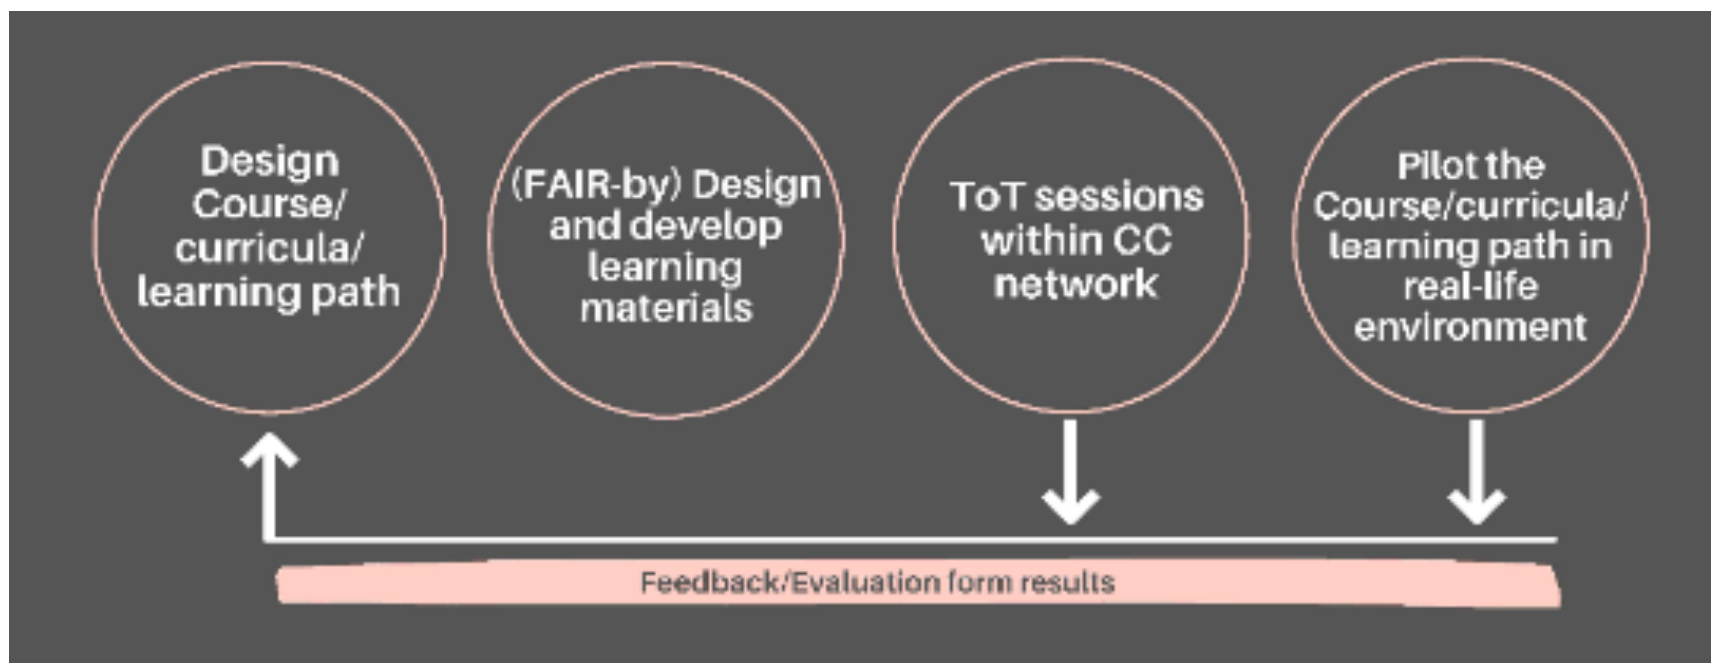 Design
Course/
curricula/
learning path
(FAIR-by) Design
and develop
learning
materials
ToT sessions
within CC
network
Pilot the
Course/curricula/
learning path in
real-life
environment
Feedback/Evaluation form results